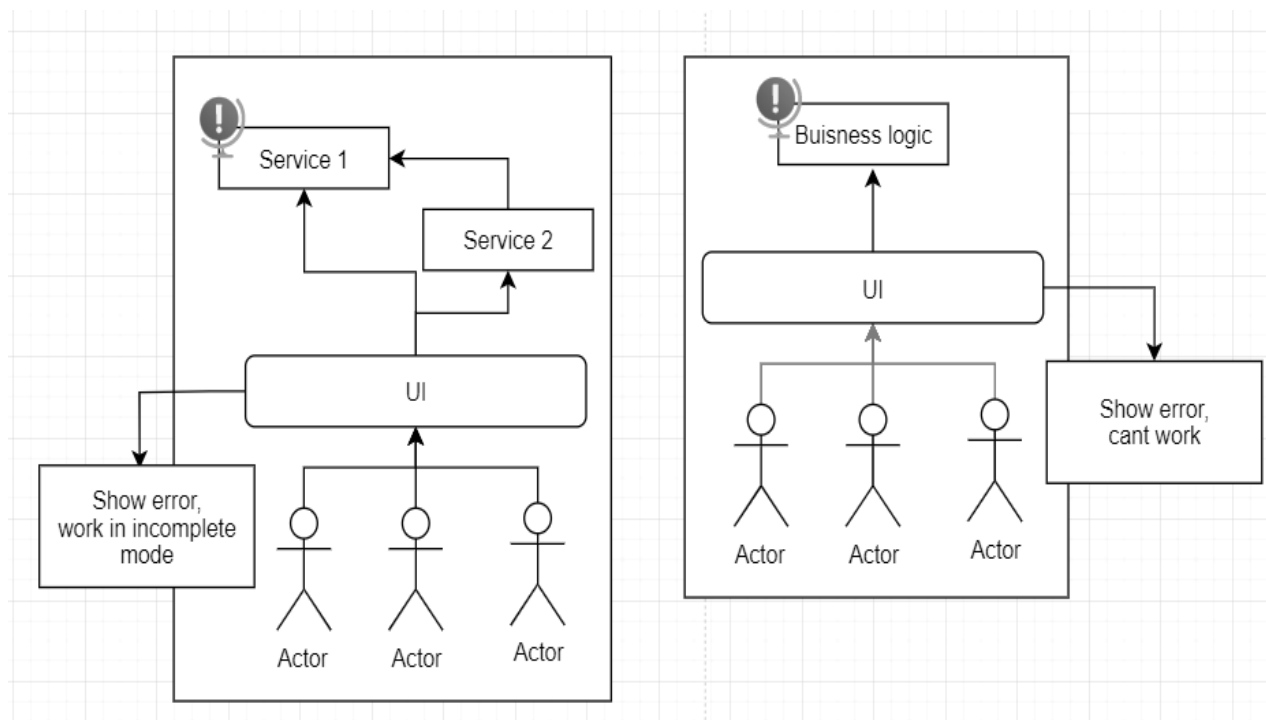 Service 1
Service 2
UI
Show error,
work in incomplete
mode
Actor
Actor
Actor
Buisness logic
UI
Show error,
cant work
Actor
Actor
Actor